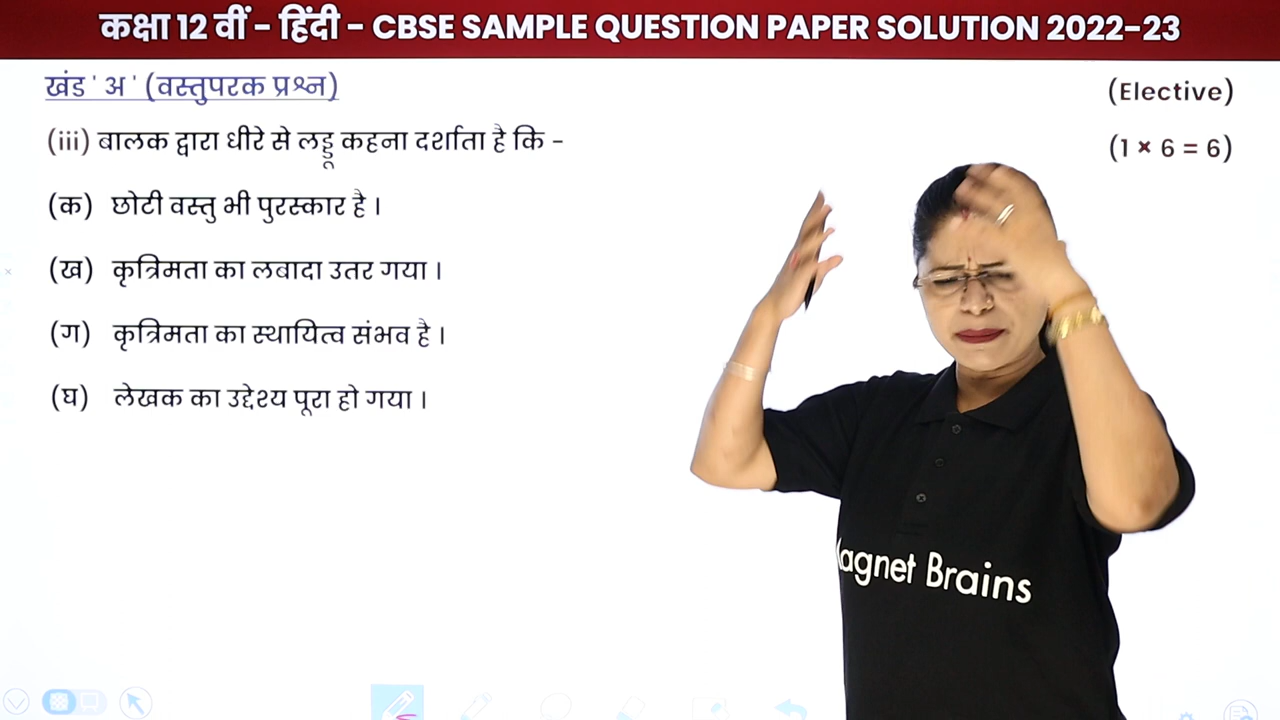 कक्षा 12 वीं - हिंदी - CBSE SAMPLE QUESTION PAPER SOLUTION 2022-23
खंड ' अ ' (वस्तुपरक प्रश्न)
(Elective)
(iii) बालक द्वारा धीरे से लड्डू कहना दर्शाता है कि -
(1 × 6 = 6)
(क) छोटी वस्तु भी पुरस्कार है ।
(ख) कृत्रिमता का लबादा उतर गया ।
(ग) कृत्रिमता का स्थायित्व संभव है ।
(घ) लेखक का उद्देश्य पूरा हो गया ।
agnet Brains